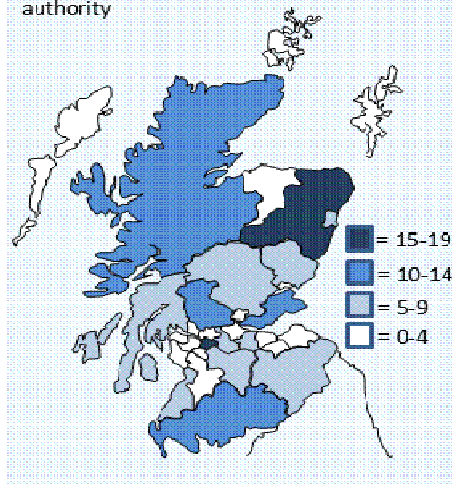 authority
= 15-19
= 10-14
= 5-9
= 0-4